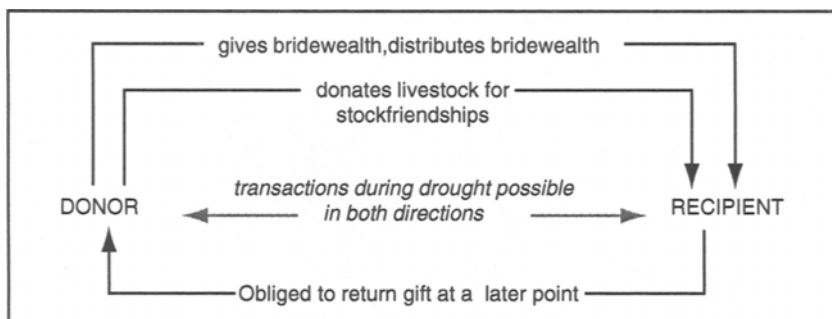 gives bridewealth,distributes bridewealth
donates livestock for
stockfriendships
transactions during drought possible
in both directions
DONOR
RECIPIENT
Obliged to return gift at a later point